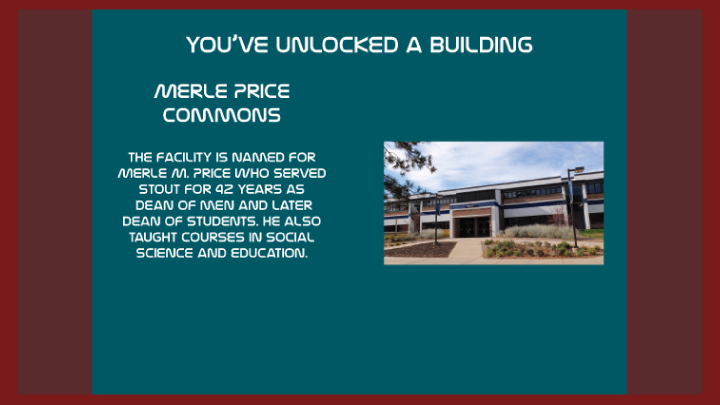 YOU'VE UNLOCKED A BUILDING
MERLE PRICE
COMMONS
THE FACILITY IS NAMED FOR
MERLE M. PRICE WHO SERVED
STOUT FOR 42 YEARS AS
DEAN OF MEN AND LATER
DEAN OF STUDENTS. HE ALSO
TAUGHT COURSES IN SOCIAL
SCIENCE AND EDUCATION.